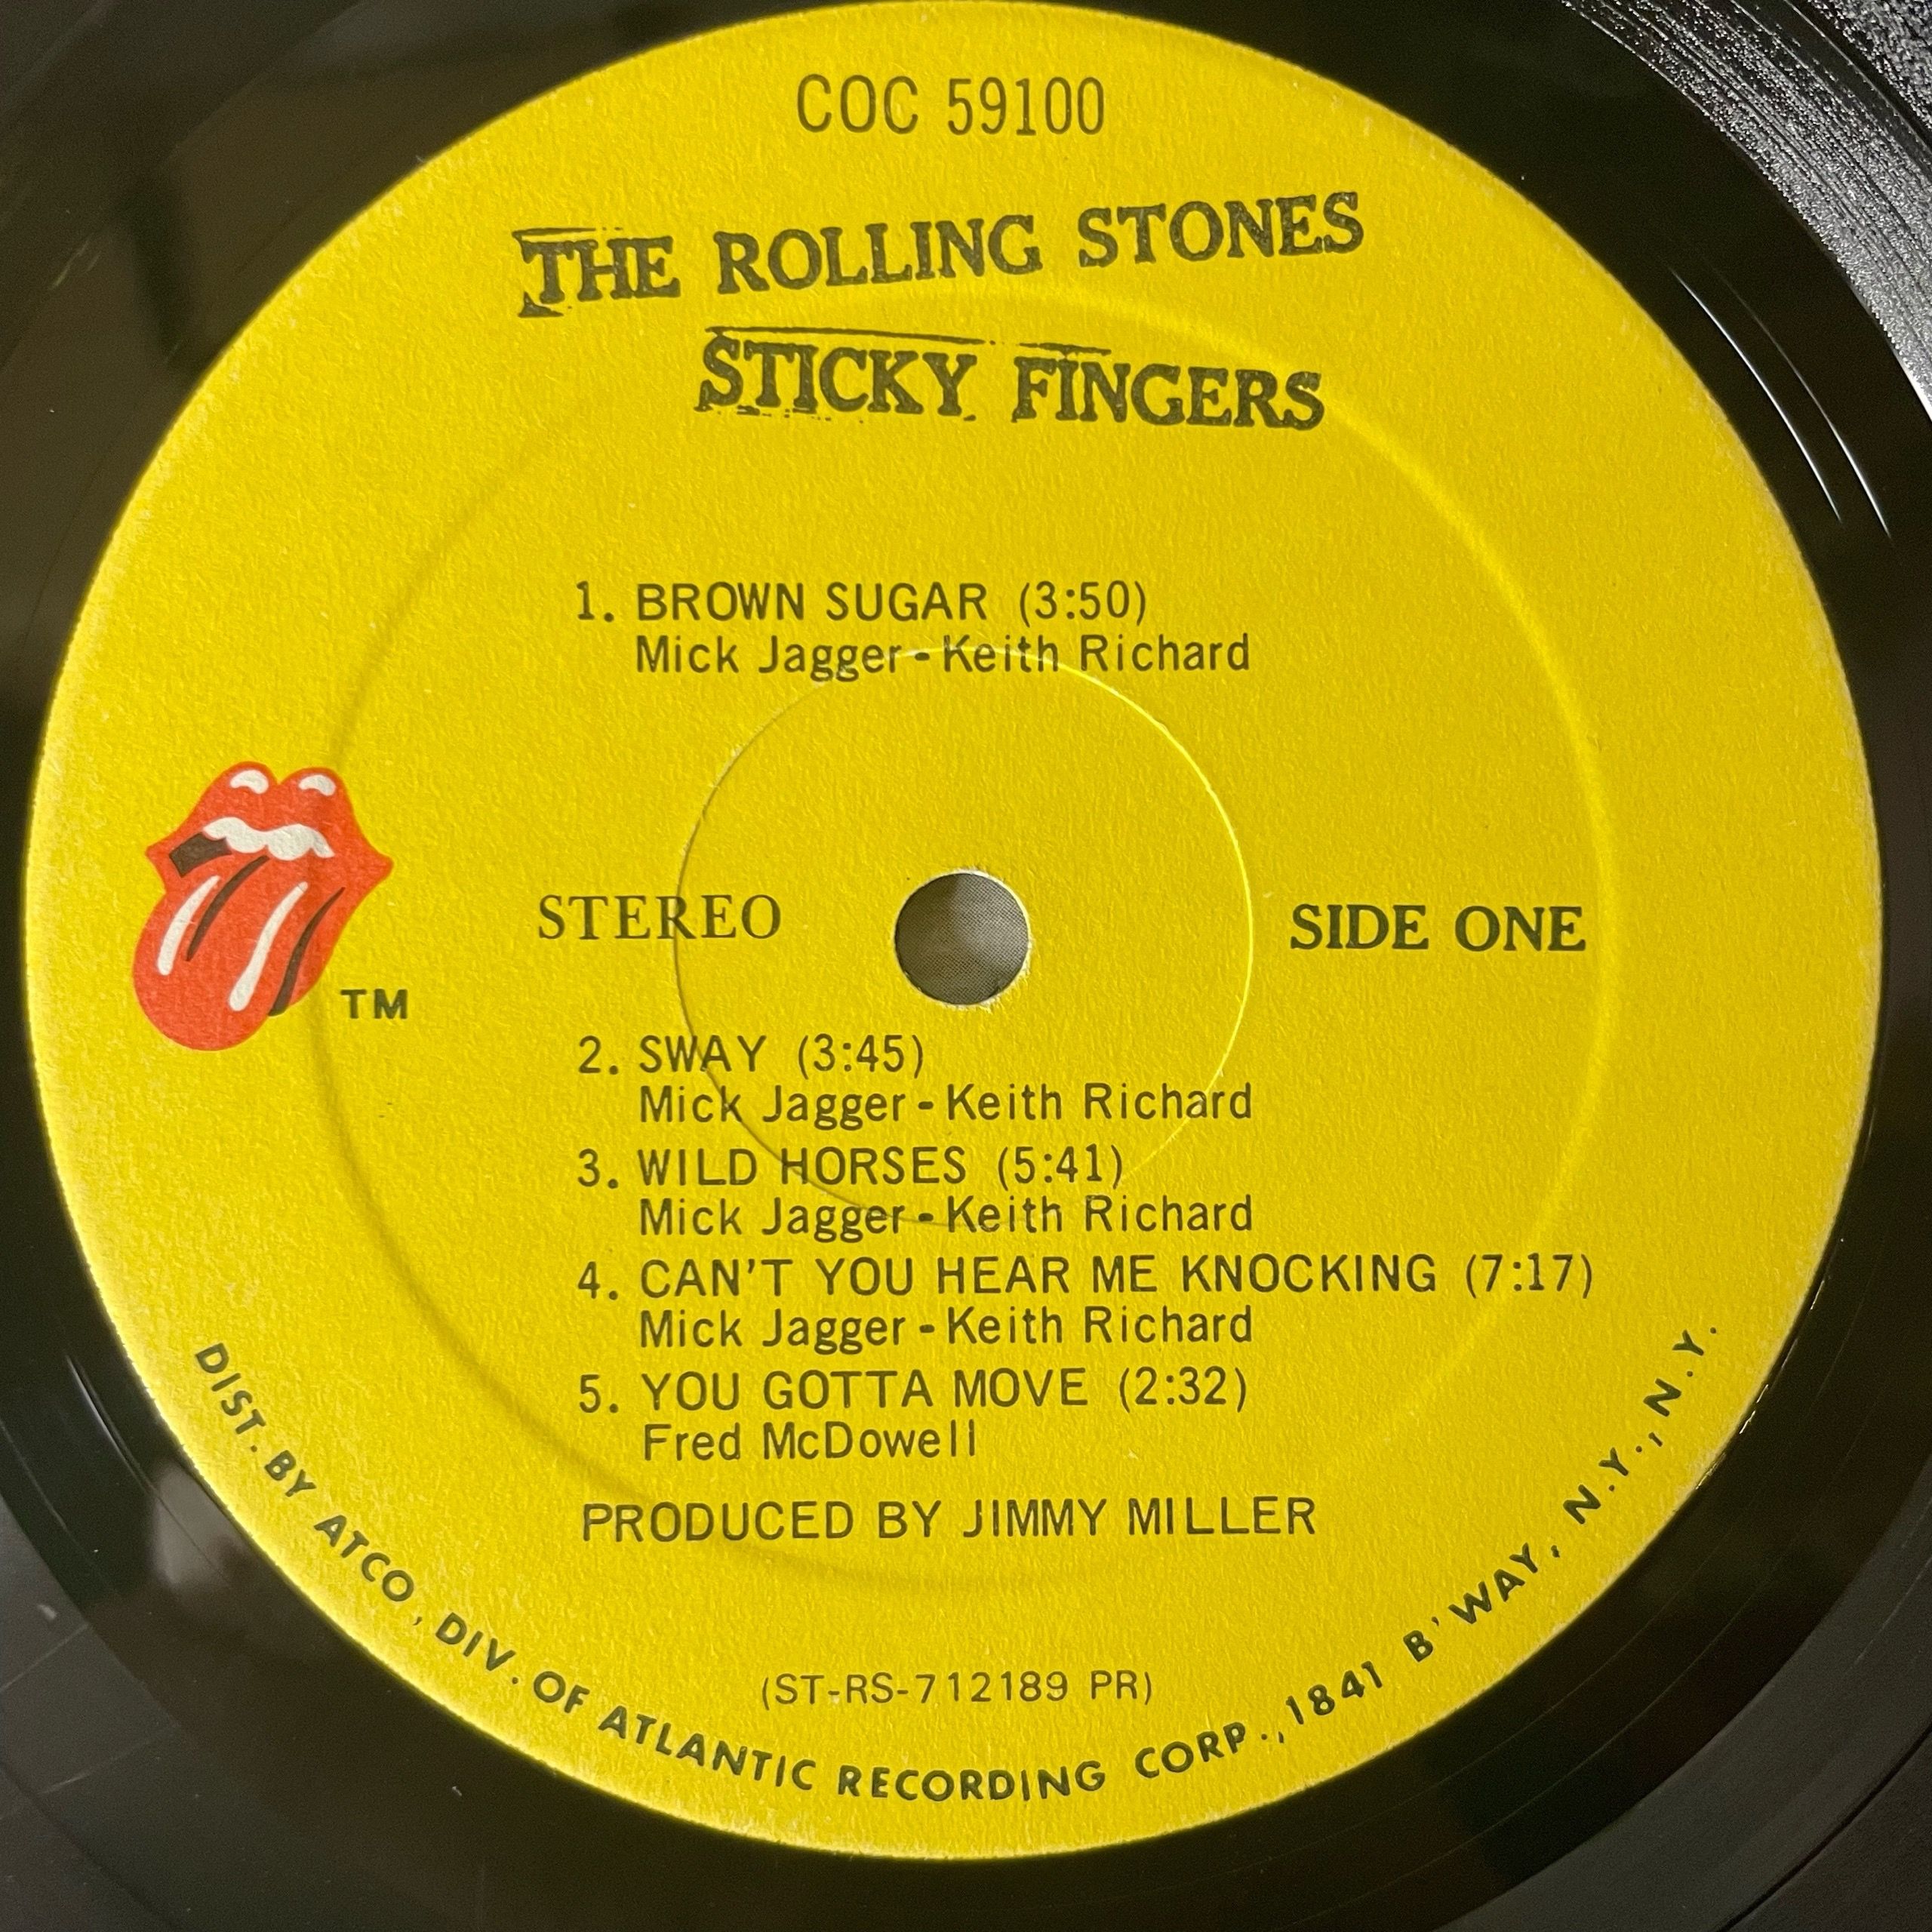 COC 59100
THE ROLLING STONES
STICKY FINGERS
1. BROWN SUGAR (3:50)
Mick Jagger - Keith Richard
TM
STEREO
SIDE ONE
2. SWAY (3:45)
Mick Jagger - Keith Richard
3. WILD HORSES (5:41)
Mick Jagger - Keith Richard
4. CAN'T YOU HEAR ME KNOCKING (7:17)
Mick Jagger - Keith Richard
5. YOU GOTTA MOVE (2:32)
Fred McDowell
PRODUCED BY JIMMY MILLER
(ST-RS-712189 PR)
DIST. BY ATCO, DIV. OF ATLANTIC RECORDING CORP., 1841 B'WAY, N.Y., N.Y.